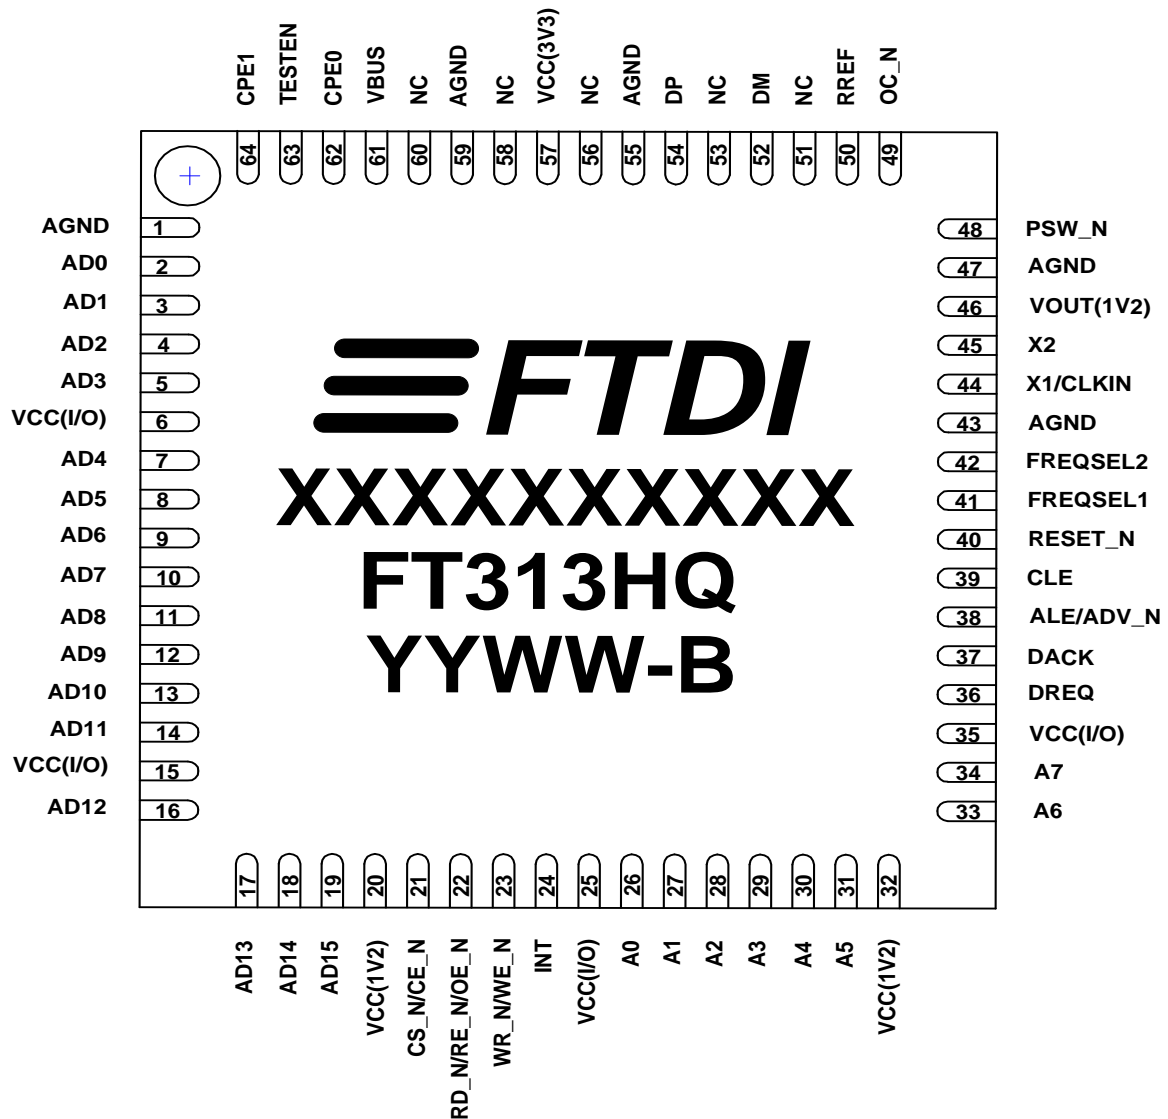 CPE1
TESTEN
CPE0
VBUS
NC
AGND
NC
VCC(3V3)
NC
AGND
DP
NC
DM
NC
RREF
OC_N
64
63
62
61
60
59
58
57
56
55
54
53
52
51
50
49
AGND 1
AD0 2
AD1 3
AD2 4
AD3 5
VCC(I/O) 6
AD4 7
AD5 8
AD6 9
AD7 10
AD8 11
AD9 12
AD10 13
AD11 14
VCC(I/O) 15
AD12 16
FTDI
XXXXXXXXXX
FT313HQ
YYWW-B
48 PSW_N
47 AGND
46 VOUT(1V2)
45 X2
44 X1/CLKIN
43 AGND
42 FREQSEL2
41 FREQSEL1
40 RESET_N
39 CLE
38 ALE/ADV_N
37 DACK
36 DREQ
35 VCC(I/O)
34 A7
33 A6
17
18
19
20
21
22
23
24
25
26
27
28
29
30
31
32
AD13
AD14
AD15
VCC(1V2)
CS_N/CE_N
RD_N/RE_N/OE_N
WR_N/WE_N
INT
VCC(I/O)
A0
A1
A2
A3
A4
A5
VCC(1V2)